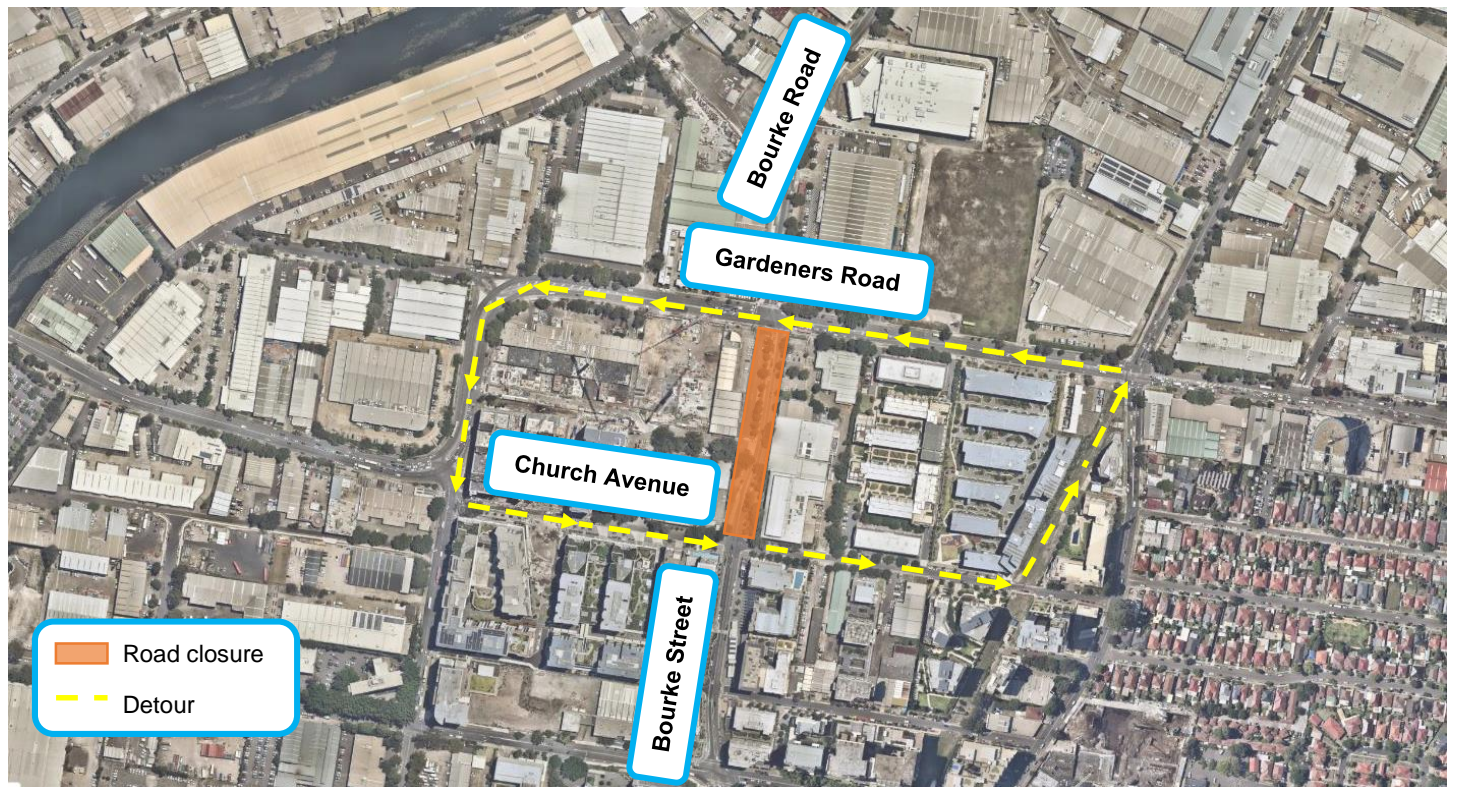 Bourke Road
Gardeners Road
Church Avenue
Bourke Street
Road closure
Detour